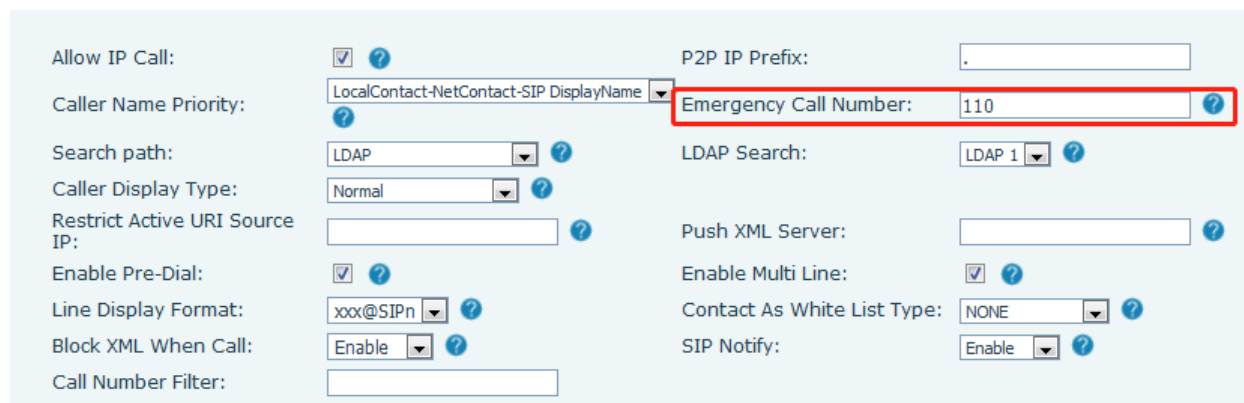 Allow IP Call: P2P IP Prefix: .
Caller Name Priority: LocalContact-NetContact-SIP DisplayName Emergency Call Number: 110
Search path: LDAP LDAP Search: LDAP 1
Caller Display Type: Normal
Restrict Active URI Source
IP: Push XML Server:
Enable Pre-Dial: Enable Multi Line:
Line Display Format: xxx@SIPn Contact As White List Type: NONE
Block XML When Call: Enable SIP Notify: Enable
Call Number Filter: